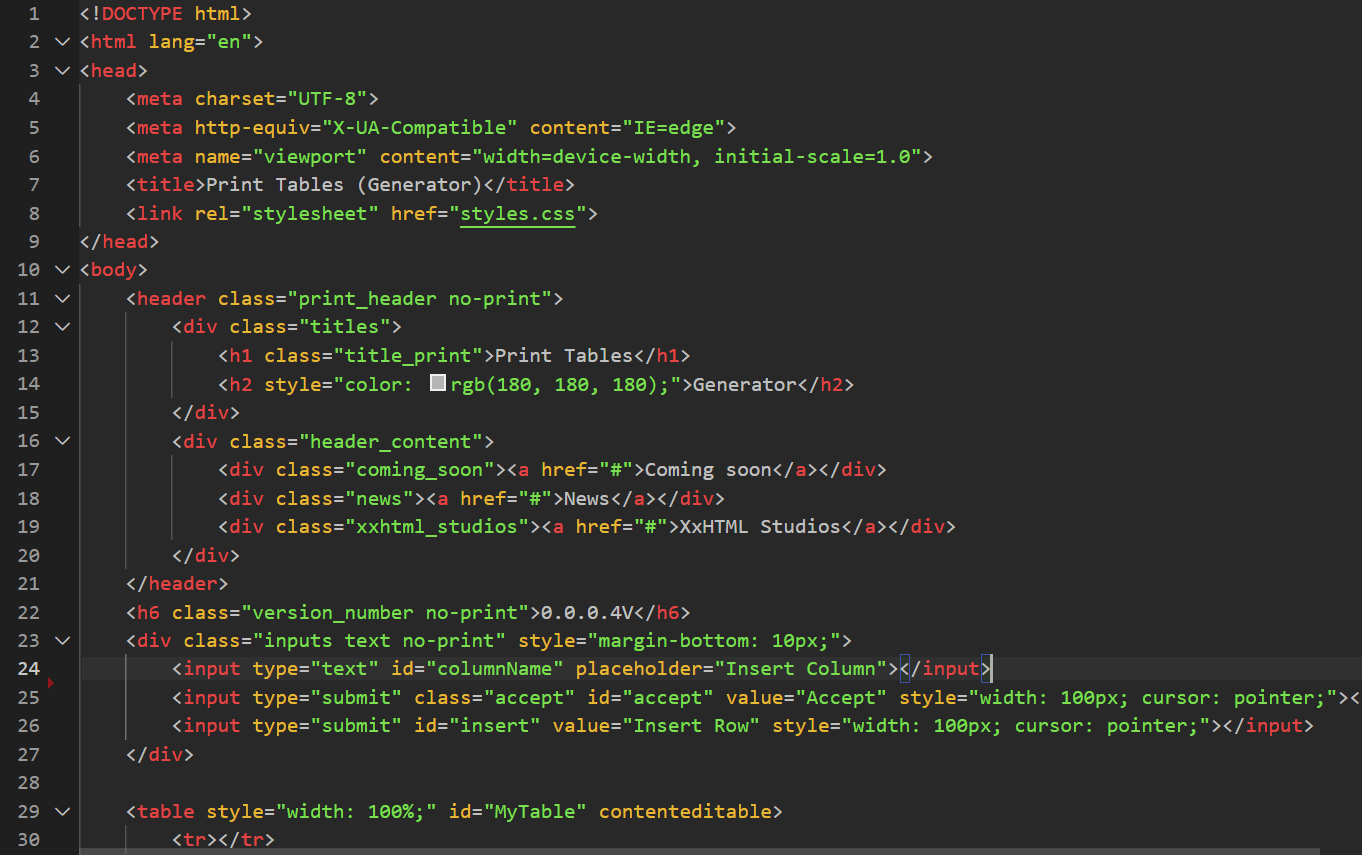 1 <!DOCTYPE html>
2 <html lang="en">
3 <head>
4     <meta charset="UTF-8">
5     <meta http-equiv="X-UA-Compatible" content="IE=edge">
6     <meta name="viewport" content="width=device-width, initial-scale=1.0">
7     <title>Print Tables (Generator)</title>
8     <link rel="stylesheet" href="styles.css">
9 </head>
10 <body>
11     <header class="print_header no-print">
12         <div class="titles">
13             <h1 class="title_print">Print Tables</h1>
14             <h2 style="color: rgb(180, 180, 180);">Generator</h2>
15         </div>
16         <div class="header_content">
17             <div class="coming_soon"><a href="#">Coming soon</a></div>
18             <div class="news"><a href="#">News</a></div>
19             <div class="xxhtml_studios"><a href="#">XxHTML Studios</a></div>
20         </div>
21     </header>
22     <h6 class="version_number no-print">0.0.0.4V</h6>
23     <div class="inputs text no-print" style="margin-bottom: 10px;">
24         <input type="text" id="columnName" placeholder="Insert Column"></input>
25         <input type="submit" class="accept" id="accept" value="Accept" style="width: 100px; cursor: pointer;"><
26         <input type="submit" id="insert" value="Insert Row" style="width: 100px; cursor: pointer;"></input>
27     </div>
28
29     <table style="width: 100%;" id="MyTable" contenteditable>
30         <tr></tr>